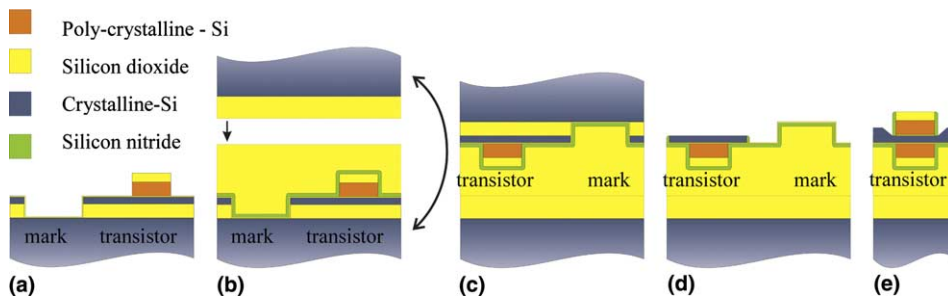 Poly-crystalline - Si
Silicon dioxide
Crystalline-Si
Silicon nitride
mark transistor
(a)
mark transistor
(b)
transistor mark
(c)
transistor mark
(d)
transistor
(e)